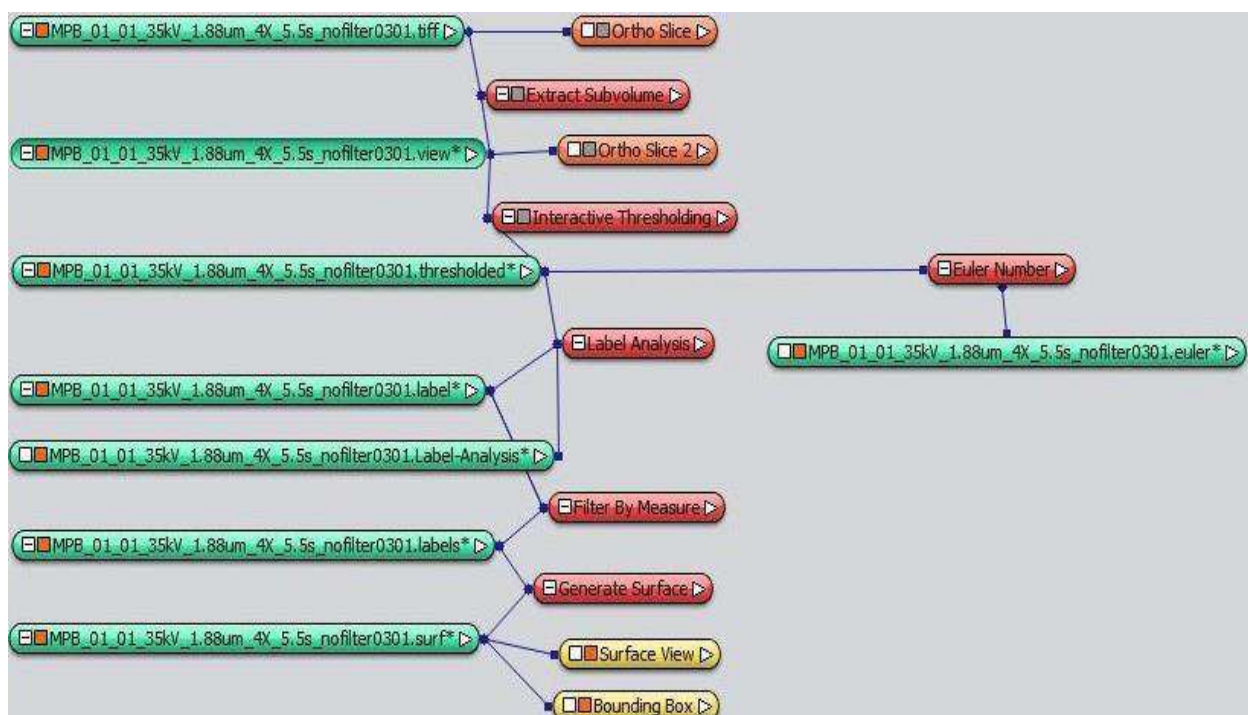 MPB_01_01_35kV_1.88um_4X_5.5s_nofilter0301.tiff
Ortho Slice
Extract Subvolume
MPB_01_01_35kV_1.88um_4X_5.5s_nofilter0301.view*
Ortho Slice 2
Interactive Thresholding
MPB_01_01_35kV_1.88um_4X_5.5s_nofilter0301.thresholded*
Euler Number
Label Analysis
MPB_01_01_35kV_1.88um_4X_5.5s_nofilter0301.euler*
MPB_01_01_35kV_1.88um_4X_5.5s_nofilter0301.label*
MPB_01_01_35kV_1.88um_4X_5.5s_nofilter0301.Label-Analysis*
Filter By Measure
MPB_01_01_35kV_1.88um_4X_5.5s_nofilter0301.labels*
Generate Surface
MPB_01_01_35kV_1.88um_4X_5.5s_nofilter0301.surf*
Surface View
Bounding Box